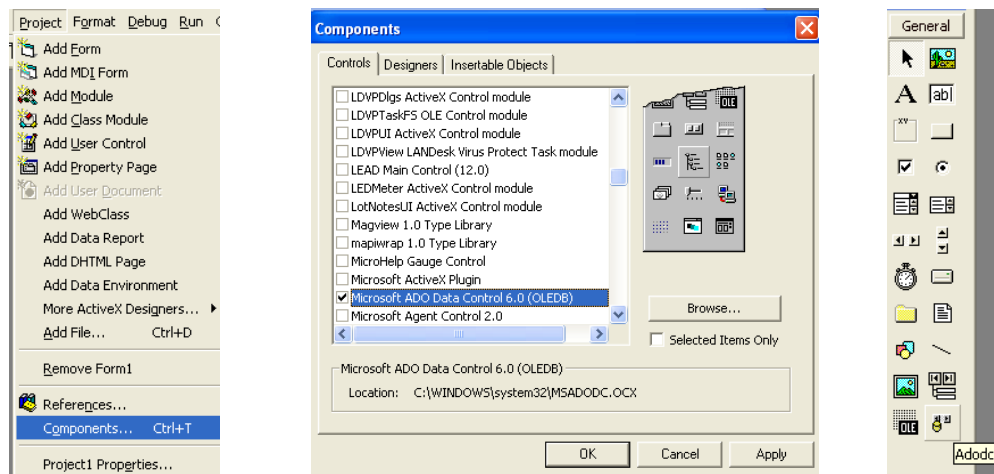 Project Format Debug Run
Add Form
Add MDI Form
Add Module
Add Class Module
Add User Control
Add Property Page
Add User Document
Add WebClass
Add Data Report
Add DHTML Page
Add Data Environment
More ActiveX Designers...
Add File... Ctrl+D
Remove Form1
References...
Components... Ctrl+T
Project1 Properties...
Components
Controls Designers Insertable Objects
LDVPDlgs ActiveX Control module
LDVPTaskFS OLE Control module
LDVPUI ActiveX Control module
LDVPView LANDesk Virus Protect Task module
LEAD Main Control (12.0)
LEDMeter ActiveX Control module
LotNotesUI ActiveX Control module
Magview 1.0 Type Library
mapiwrap 1.0 Type Library
MicroHelp Gauge Control
Microsoft ActiveX Plugin
Microsoft ADO Data Control 6.0 (OLEDB)
Microsoft Agent Control 2.0
OLE
Browse...
Selected Items Only
Microsoft ADO Data Control 6.0 (OLEDB)
Location: C:\WINDOWS\system32\MSADODC.OCX
OK Cancel Apply
General
A ab
XY
OLE
Adodc